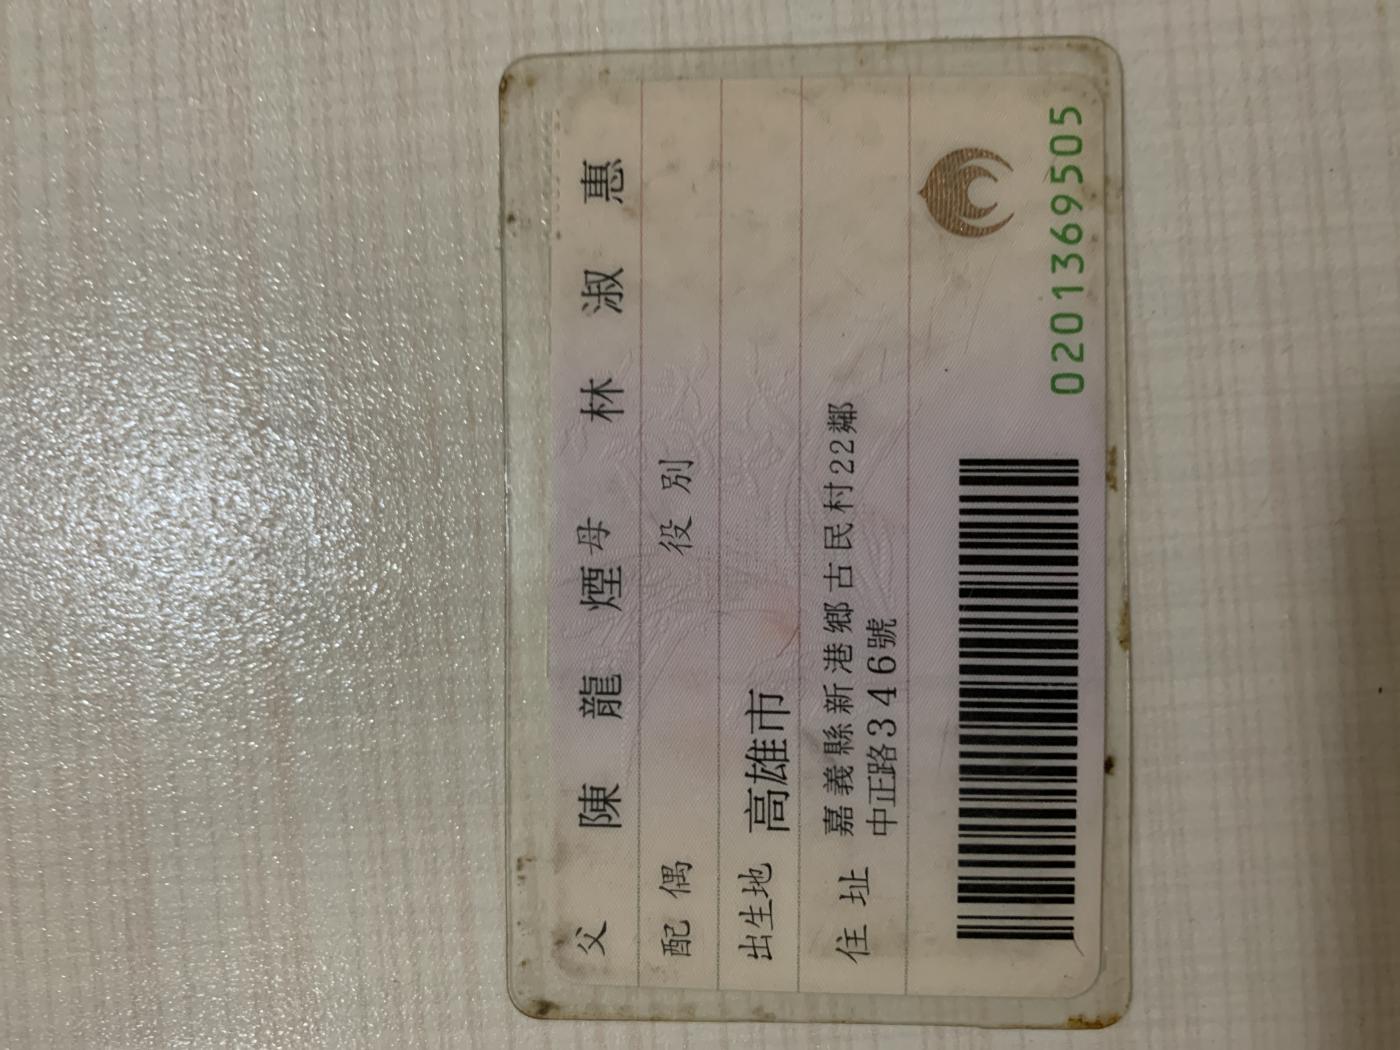 父 陳龍煙 母 林淑惠
配偶 役別
出生地 高雄市
住址 嘉義縣新港鄉古民村22鄰
中正路346號
0201369505